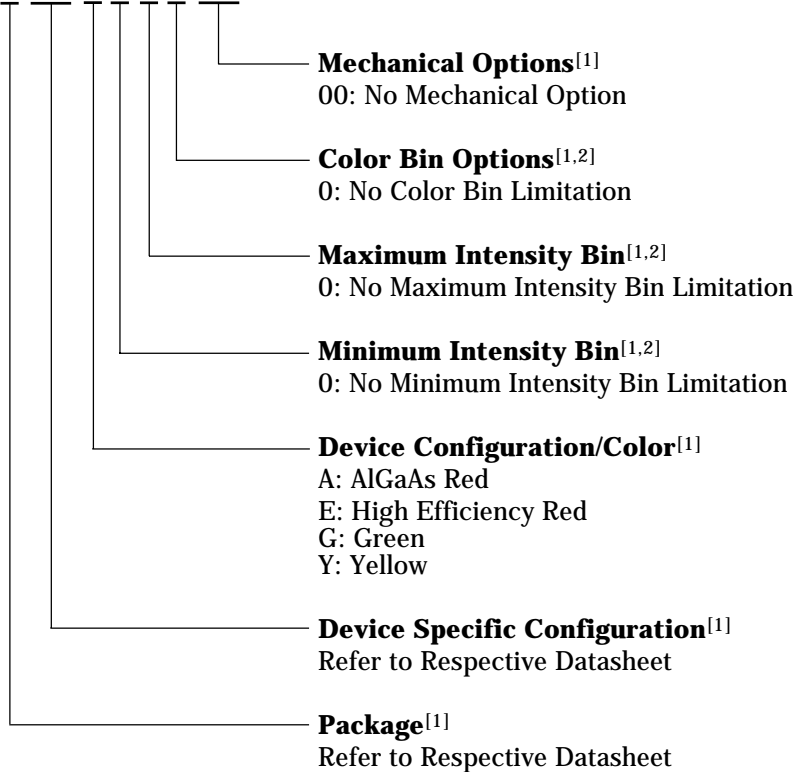 Mechanical Options[1]
00: No Mechanical Option
Color Bin Options[1,2]
0: No Color Bin Limitation
Maximum Intensity Bin[1,2]
0: No Maximum Intensity Bin Limitation
Minimum Intensity Bin[1,2]
0: No Minimum Intensity Bin Limitation
Device Configuration/Color[1]
A: AlGaAs Red
E: High Efficiency Red
G: Green
Y: Yellow
Device Specific Configuration[1]
Refer to Respective Datasheet
Package[1]
Refer to Respective Datasheet